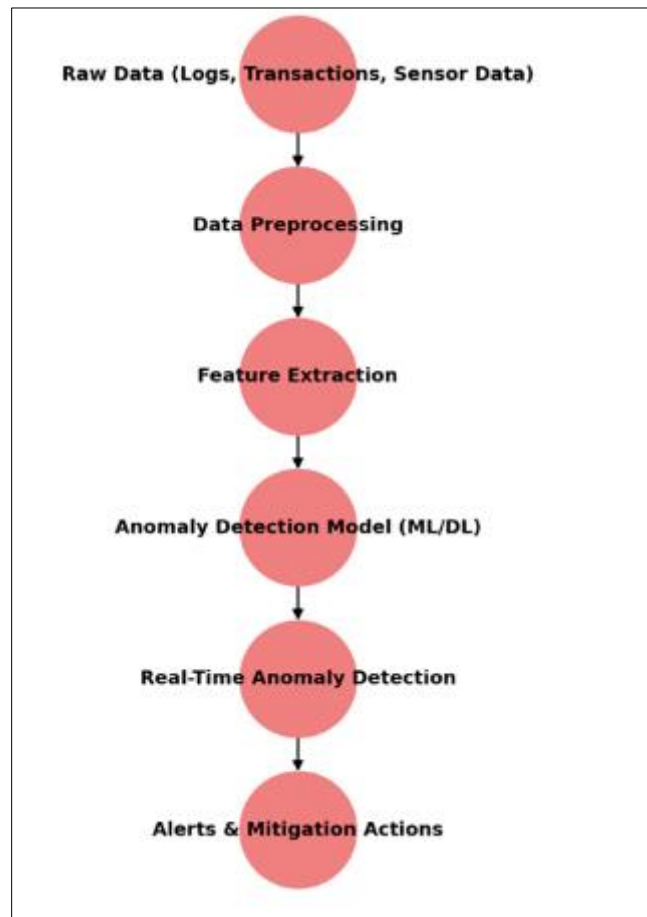 Raw Data (Logs, Transactions, Sensor Data)
Data Preprocessing
Feature Extraction
Anomaly Detection Model (ML/DL)
Real-Time Anomaly Detection
Alerts & Mitigation Actions